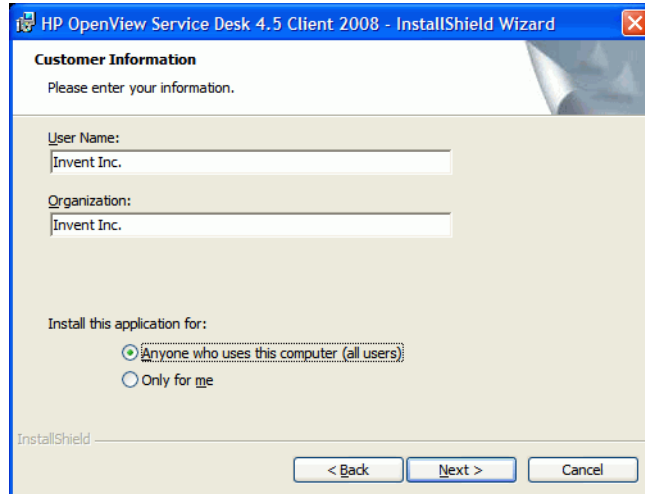 HP OpenView Service Desk 4.5 Client 2008 - InstallShield Wizard
Customer Information
Please enter your information.
User Name:
Invent Inc.
Organization:
Invent Inc.
Install this application for:
Anyone who uses this computer (all users)
Only for me
InstallShield
< Back Next > Cancel